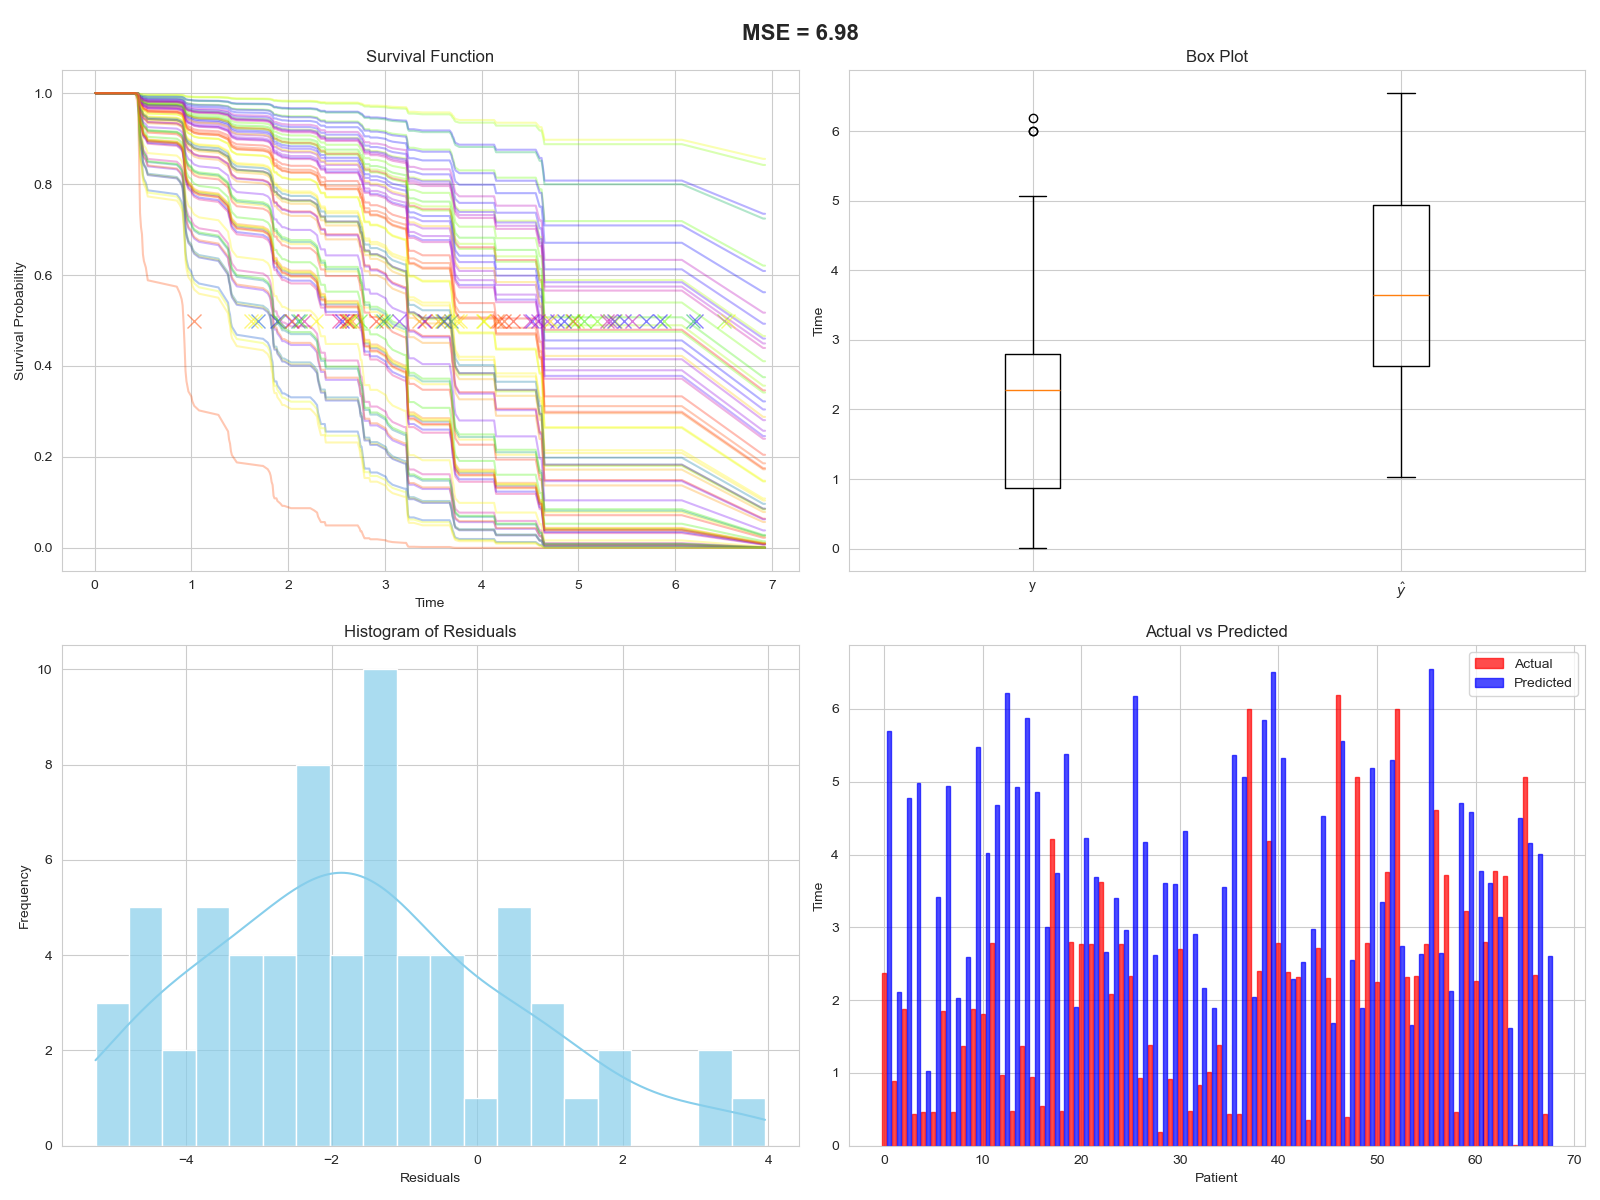 MSE = 6.98
Survival Function
Survival Probability
1.0
0.8
0.6
0.4
0.2
0.0
0 1 2 3 4 5 6 7
Time
Box Plot
Time
6
5
4
3
2
1
0
y ŷ
Histogram of Residuals
Frequency
10
8
6
4
2
0
−4 −2 0 2 4
Residuals
Actual vs Predicted
Actual
Predicted
Time
6
5
4
3
2
1
0
0 10 20 30 40 50 60 70
Patient